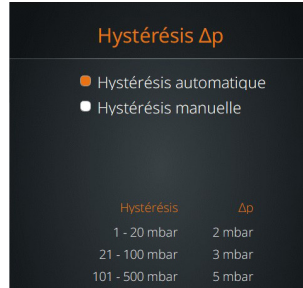 Hystérésis Δp
Hystérésis automatique
Hystérésis manuelle
Hystérésis Δp
1 - 20 mbar 2 mbar
21 - 100 mbar 3 mbar
101 - 500 mbar 5 mbar